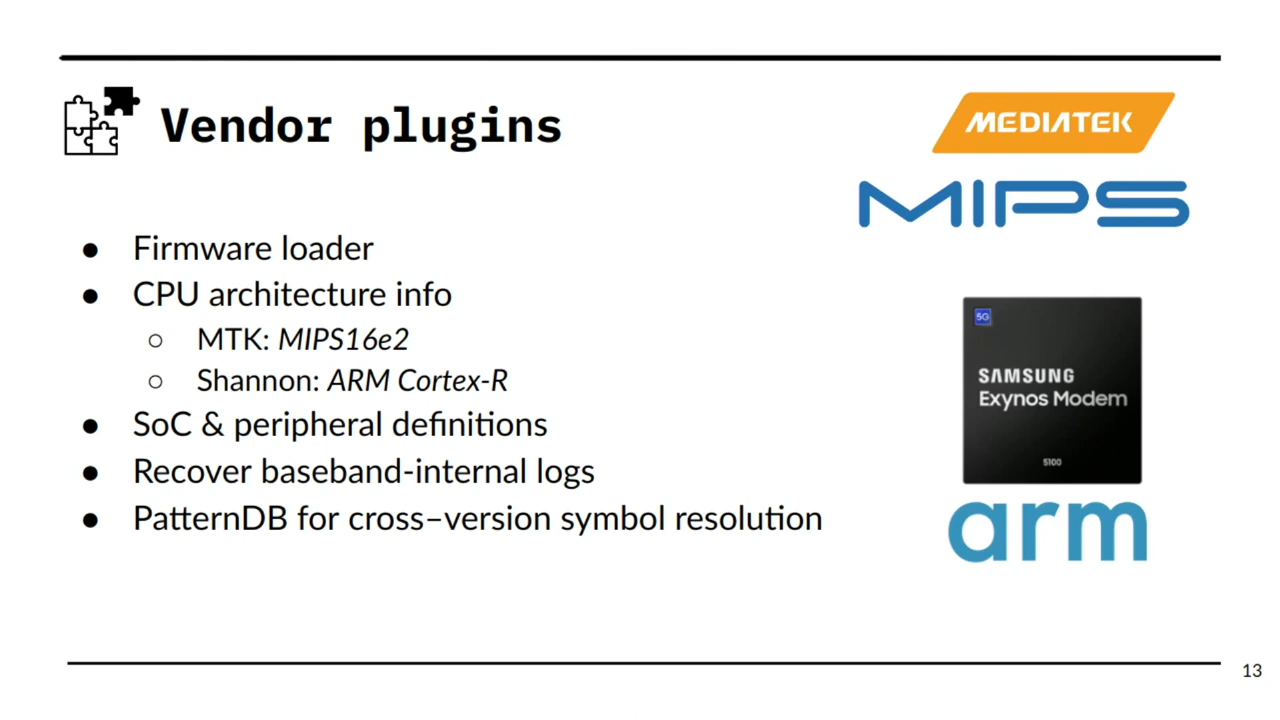 Vendor plugins
MEDIATEK
MIPS
● Firmware loader
● CPU architecture info
○ MTK: MIPS16e2
○ Shannon: ARM Cortex-R
● SoC & peripheral definitions
● Recover baseband-internal logs
● PatternDB for cross–version symbol resolution
5G
SAMSUNG
Exynos Modem
5100
arm
13